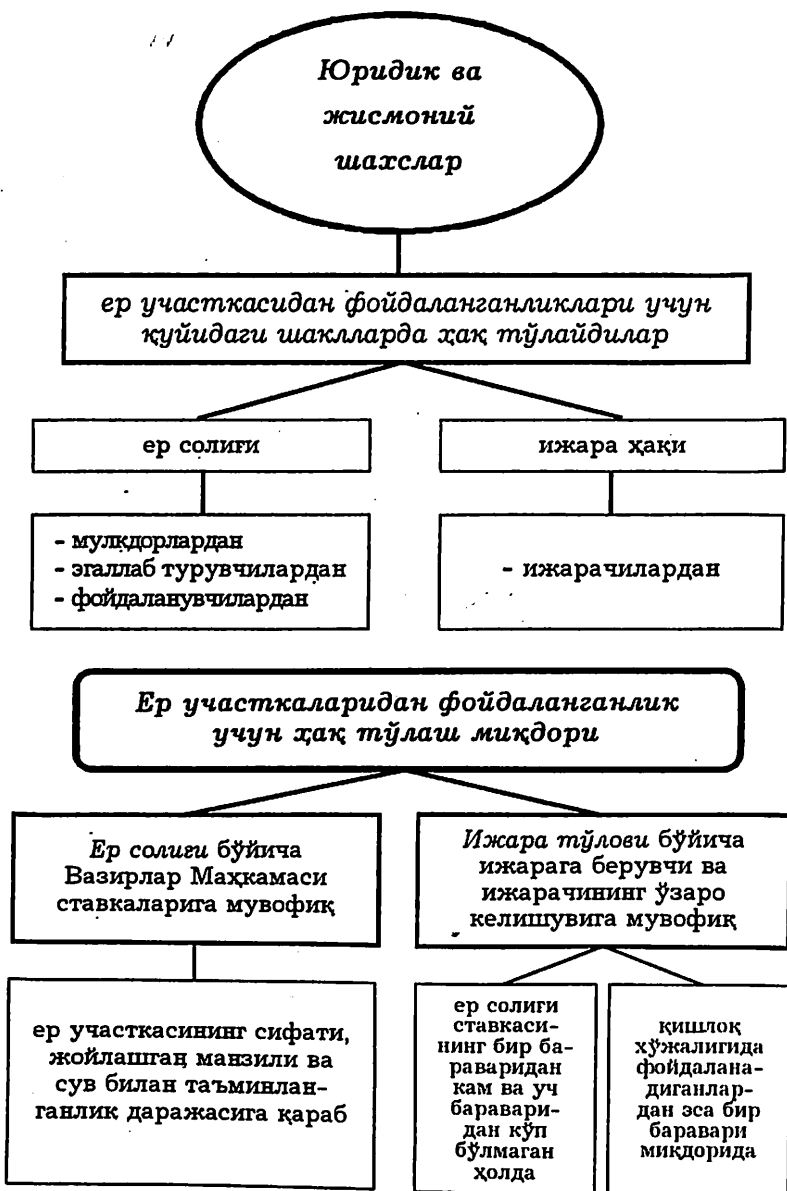 Юридик ва
жисмоний
шахслар
ер участкасидан фойдаланганликлари учун
қуйидаги шаклларда ҳақ тўлайдилар
ер солиғи
ижара ҳақи
- мулқдорлардан
- эгаллаб турувчилардан
- фойдаланувчилардан
- ижарачилардан
Ер участкаларидан фойдаланганлик
учун ҳақ тўлаш миқдори
Ер солиғи бўйича
Вазирлар Маҳкамаси
ставкаларига мувофиқ
Ижара тўлови бўйича
ижарага берувчи ва
ижарачининг ўзаро
келишувига мувофиқ
ер участкасининг сифати,
жойлашган манзили ва
сув билан таъминлан-
ганлик даражасига қараб
ер солиғи
ставкаси-
нинг бир ба-
раваридан
кам ва уч
баравари-
дан кўп
бўлмаган
ҳолда
қишлоқ
хўжалигида
фойдалана-
диганлар-
дан эса бир
баравари
миқдорида